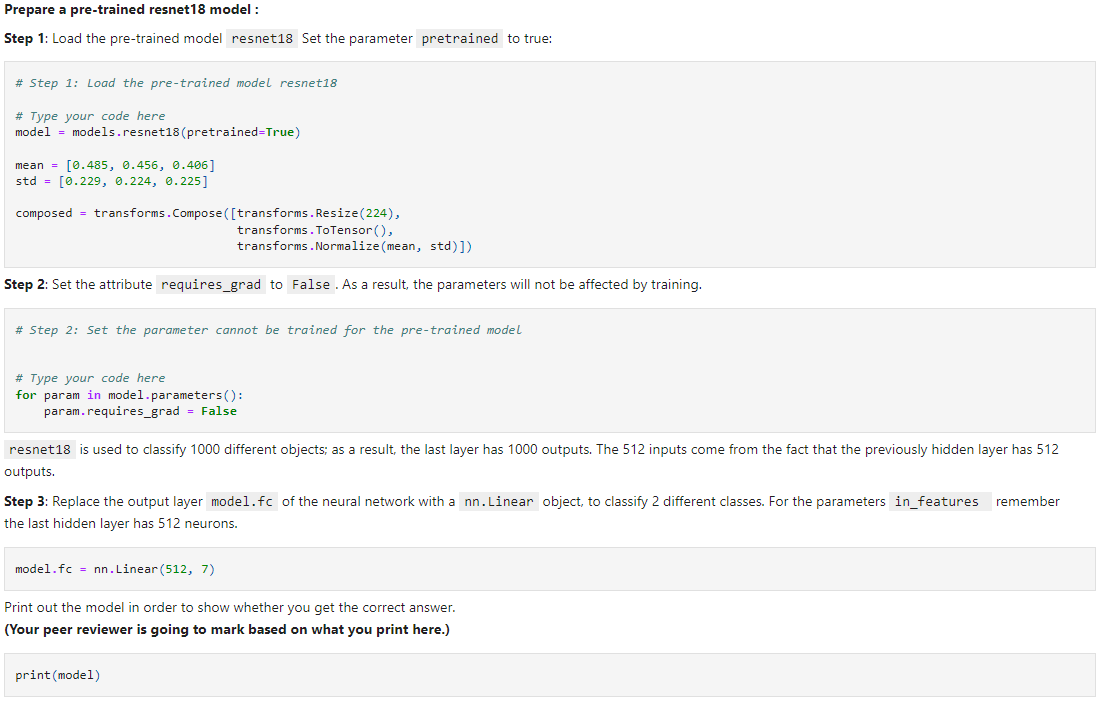 Prepare a pre-trained resnet18 model :
Step 1: Load the pre-trained model resnet18 Set the parameter pretrained to true:
# Step 1: Load the pre-trained model resnet18
# Type your code here
model = models.resnet18(pretrained=True)
mean = [0.485, 0.456, 0.406]
std = [0.229, 0.224, 0.225]
composed = transforms.Compose([transforms.Resize(224),
transforms.ToTensor(),
transforms.Normalize(mean, std)])
Step 2: Set the attribute requires_grad to False . As a result, the parameters will not be affected by training.
# Step 2: Set the parameter cannot be trained for the pre-trained model
# Type your code here
for param in model.parameters():
param.requires_grad = False
resnet18 is used to classify 1000 different objects; as a result, the last layer has 1000 outputs. The 512 inputs come from the fact that the previously hidden layer has 512
outputs.
Step 3: Replace the output layer model.fc of the neural network with a nn.Linear object, to classify 2 different classes. For the parameters in_features remember
the last hidden layer has 512 neurons.
model.fc = nn.Linear(512, 7)
Print out the model in order to show whether you get the correct answer.
(Your peer reviewer is going to mark based on what you print here.)
print(model)